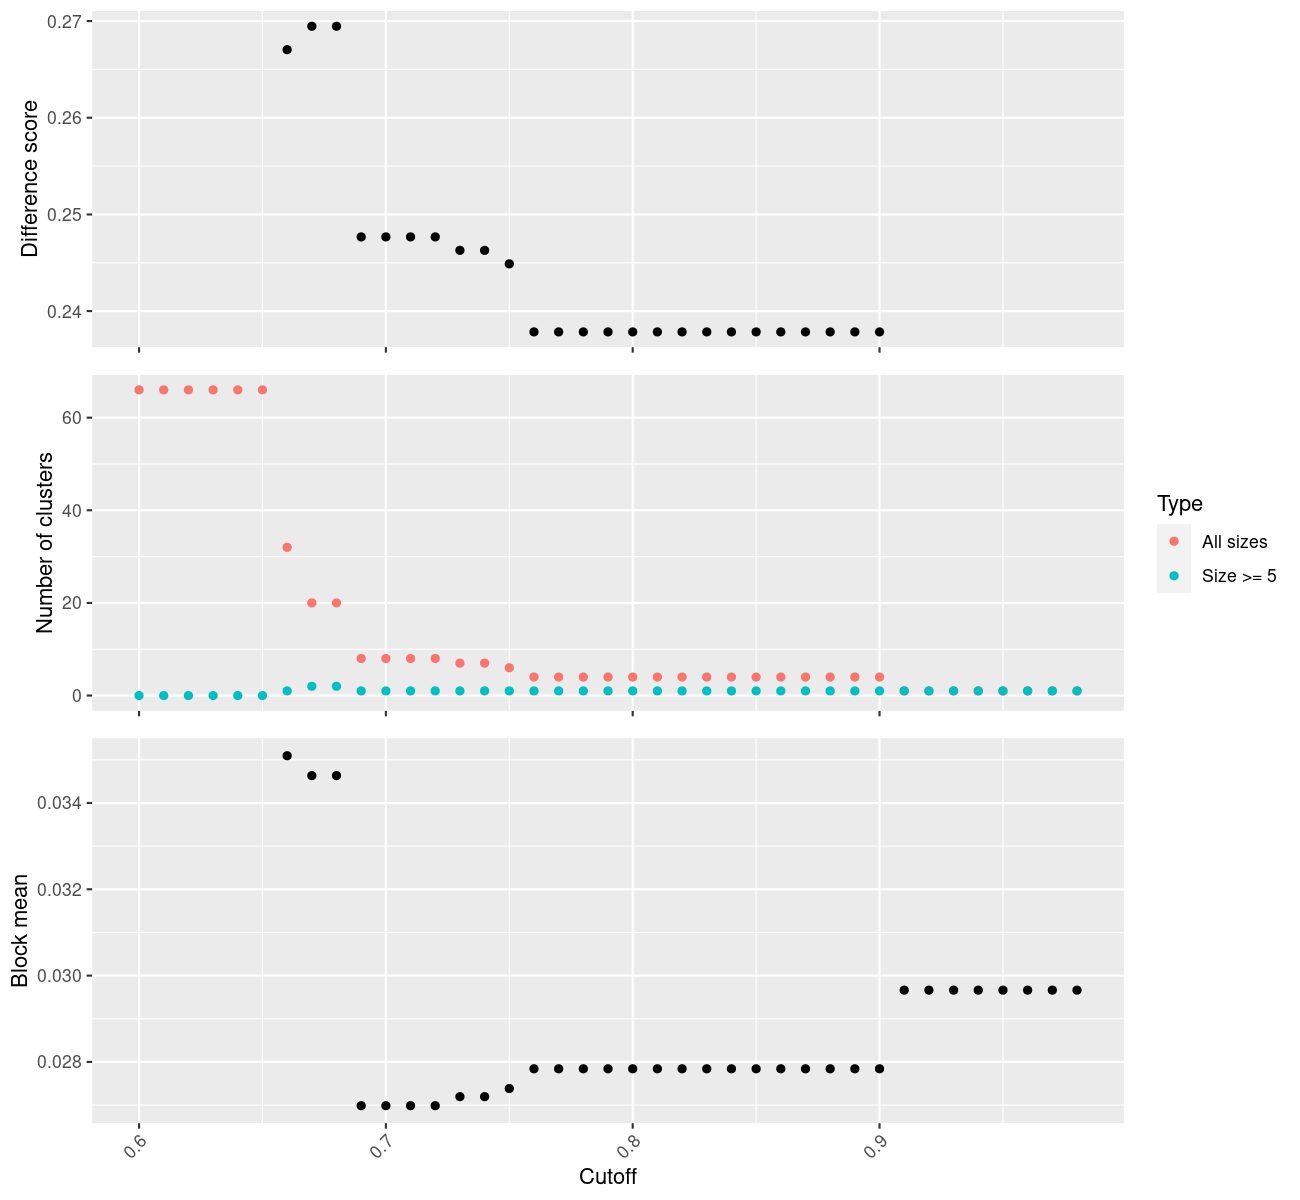 0.27
0.26
0.25
0.24
Difference score
60
40
20
0
Number of clusters
Type
All sizes
Size >= 5
0.034
0.032
0.030
0.028
Block mean
0.6
0.7
0.8
0.9
Cutoff